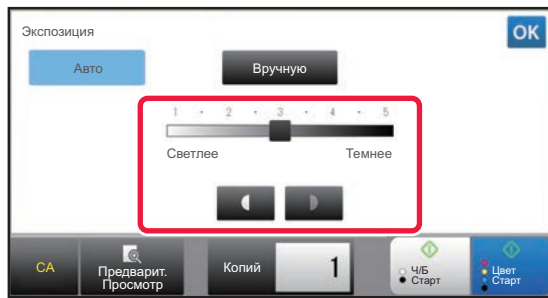 Экспозиция
OK
Авто
Вручную
1 • 2 • 3 • 4 • 5
Светлее
Темнее
CA
Предварит.
Просмотр
Копий
1
Ч/Б
Старт
Цвет
Старт